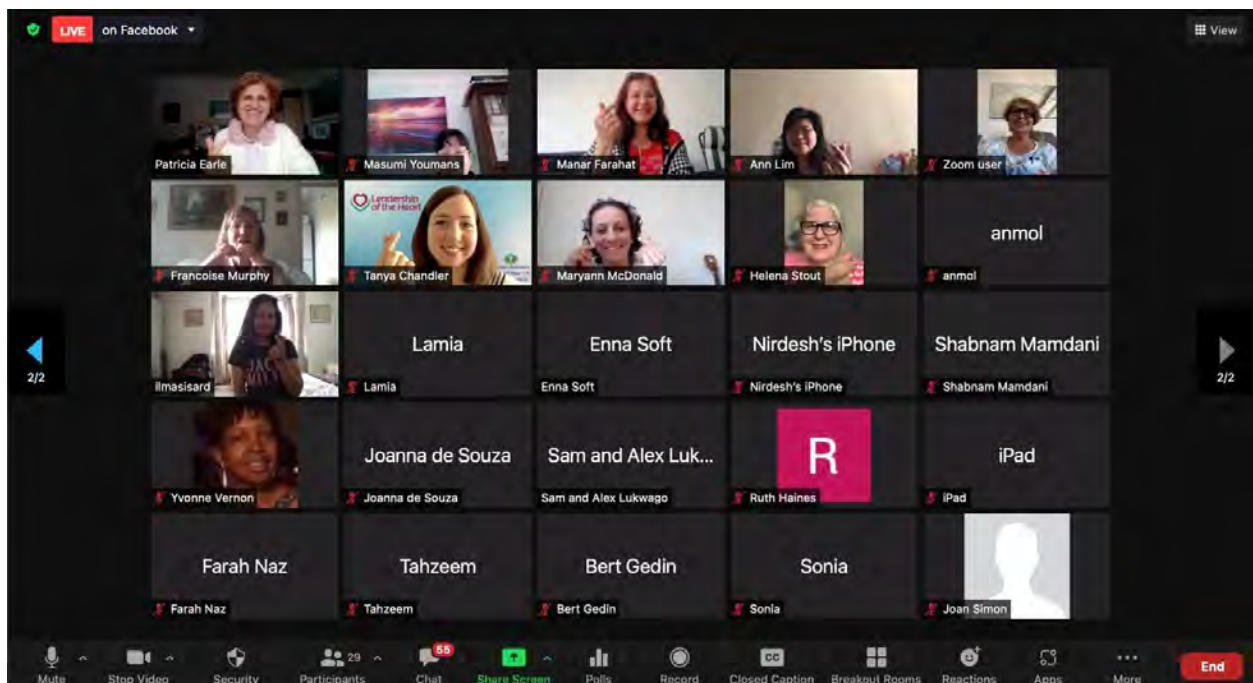 LIVE on Facebook
View
Patricia Earle
Masumi Youmans
Manar Farahat
Ann Lim
Zoom user
Francoise Murphy
Leadership
of the Heart
Tanya Chandler
Maryann McDonald
Helena Stout
anmol
anmol
ilmasisard
Lamia
Lamia
Enna Soft
Enna Soft
Nirdesh's iPhone
Nirdesh's iPhone
Shabnam Mamdani
Shabnam Mamdani
2/2
2/2
Yvonne Vernon
Joanna de Souza
Joanna de Souza
Sam and Alex Luk...
Sam and Alex Lukwago
R
Ruth Haines
iPad
iPad
Farah Naz
Farah Naz
Tahzeem
Tahzeem
Bert Gedin
Bert Gedin
Sonia
Sonia
Joan Simon
29
55
CC
Mute
Stop Video
Security
Participants
Chat
Share Screen
Polls
Record
Closed Caption
Breakout Rooms
Reactions
Apps
More
End